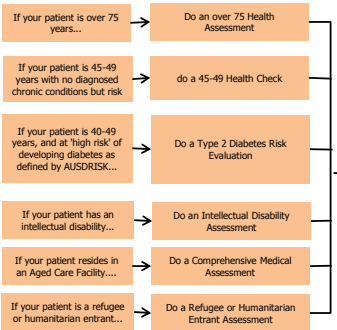 If your patient is over 75
years...
Do an over 75 Health
Assessment
If your patient is 45-49
years with no diagnosed
chronic conditions but risk
do a 45-49 Health Check
If your patient is 40-49
years, and at 'high risk' of
developing diabetes as
defined by AUSDRISK...
Do a Type 2 Diabetes Risk
Evaluation
If your patient has an
intellectual disability...
Do an Intellectual Disability
Assessment
If your patient resides in
an Aged Care Facility....
Do a Comprehensive Medical
Assessment
If your patient is a refugee
or humanitarian entrant...
Do a Refugee or Humanitarian
Entrant Assessment